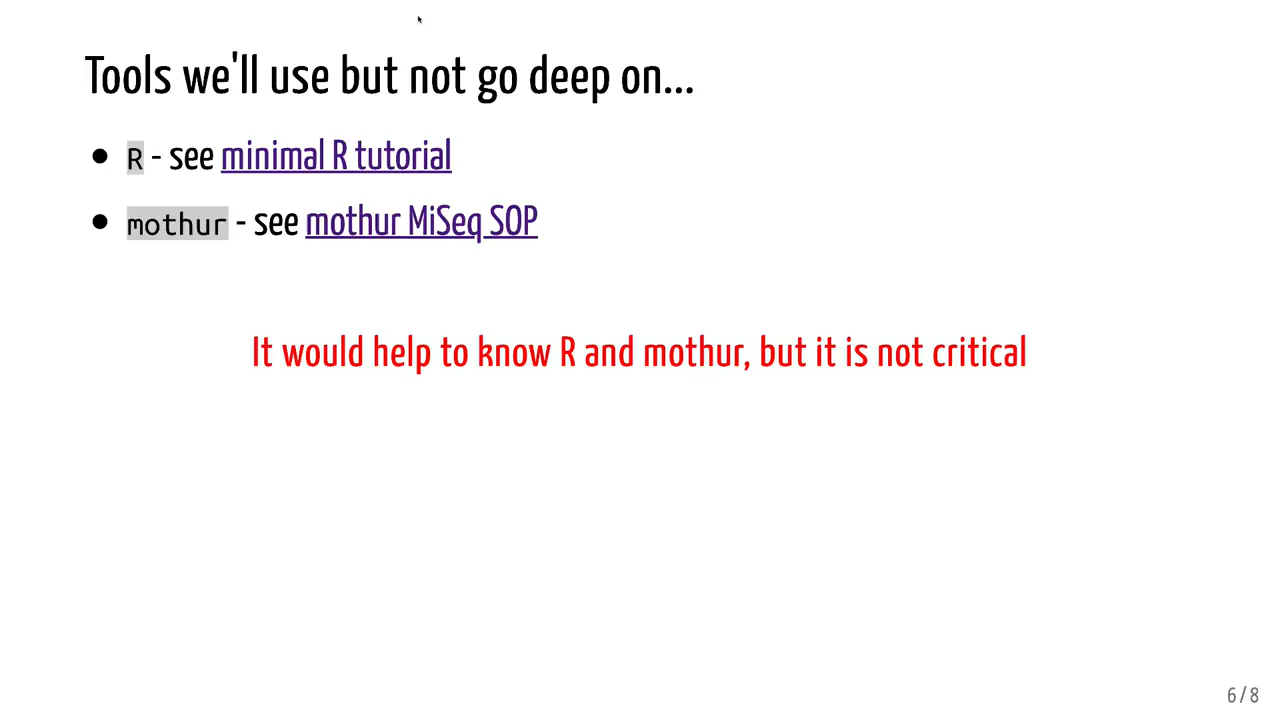 Tools we'll use but not go deep on...
R - see minimal R tutorial
mothur - see mothur MiSeq SOP
It would help to know R and mothur, but it is not critical
6 / 8